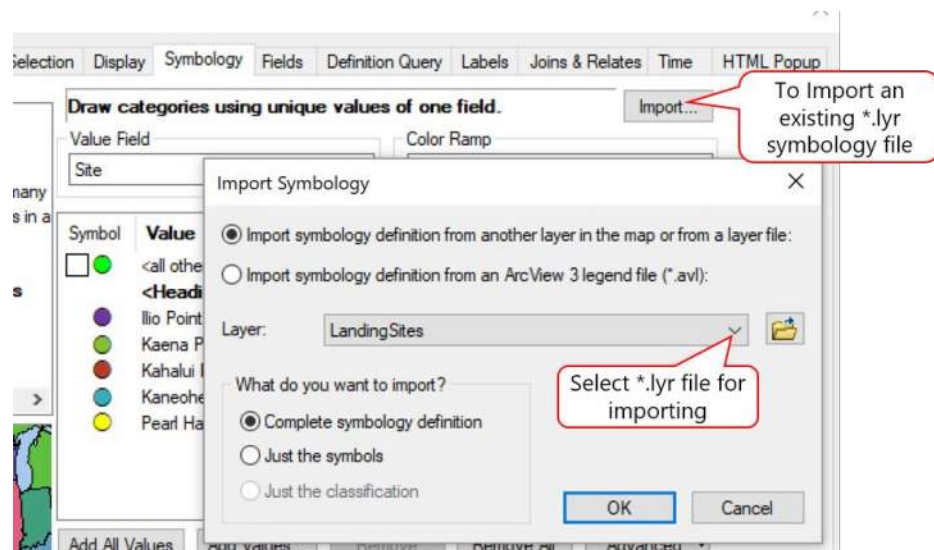 Selection Display Symbology Fields Definition Query Labels Joins & Relates Time HTML Popup
Draw categories using unique values of one field.
Import...
To Import an
existing *.lyr
symbology file
Value Field
Color Ramp
Site
many
s in a
Import Symbology
Symbol Value
Import symbology definition from another layer in the map or from a layer file:
<all othe
Import symbology definition from an ArcView 3 legend file (*.avl):
<Headi
s
Ilio Point
Layer: LandingSites
Kaena P
Kahalui
Kaneohe
Pearl Ha
What do you want to import?
Complete symbology definition
Just the symbols
Just the classification
Select *.lyr file for
importing
OK Cancel
Add All Values Add Values... Remove Remove All Advanced